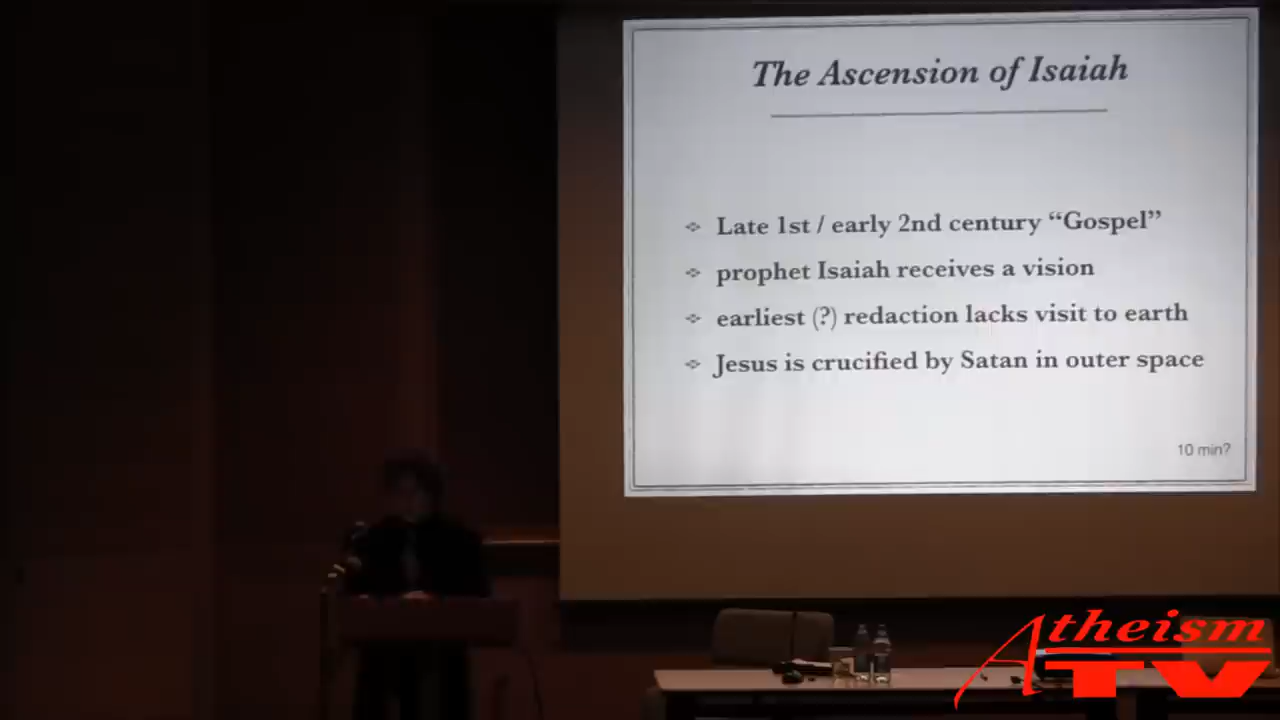 The Ascension of Isaiah
Late 1st / early 2nd century “Gospel”
prophet Isaiah receives a vision
earliest (?) redaction lacks visit to earth
Jesus is crucified by Satan in outer space
10 min?
Atheism
TV